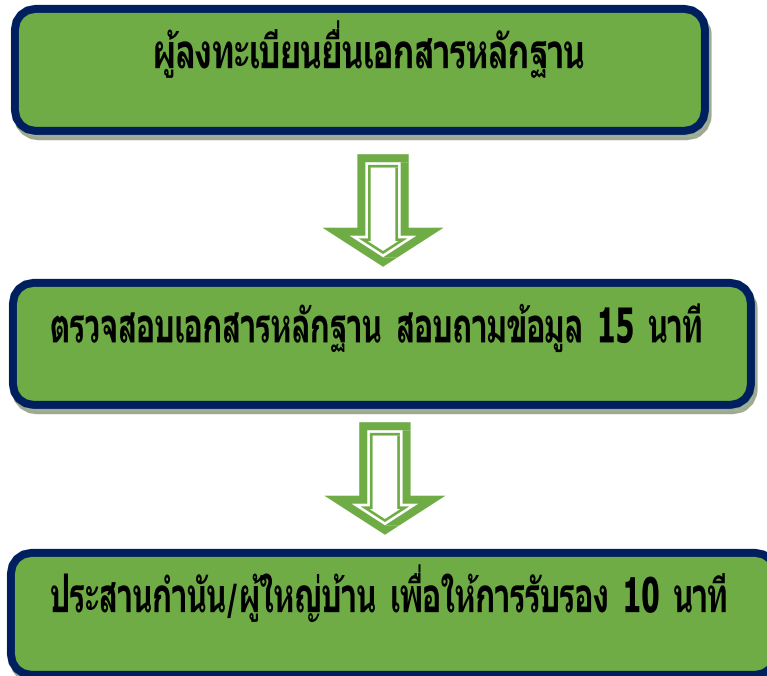 ผู้ลงทะเบียนยื่นเอกสารหลักฐาน
ตรวจสอบเอกสารหลักฐาน สอบถามข้อมูล 15 นาที
ประสานกำนัน/ผู้ใหญ่บ้าน เพื่อให้การรับรอง 10 นาที